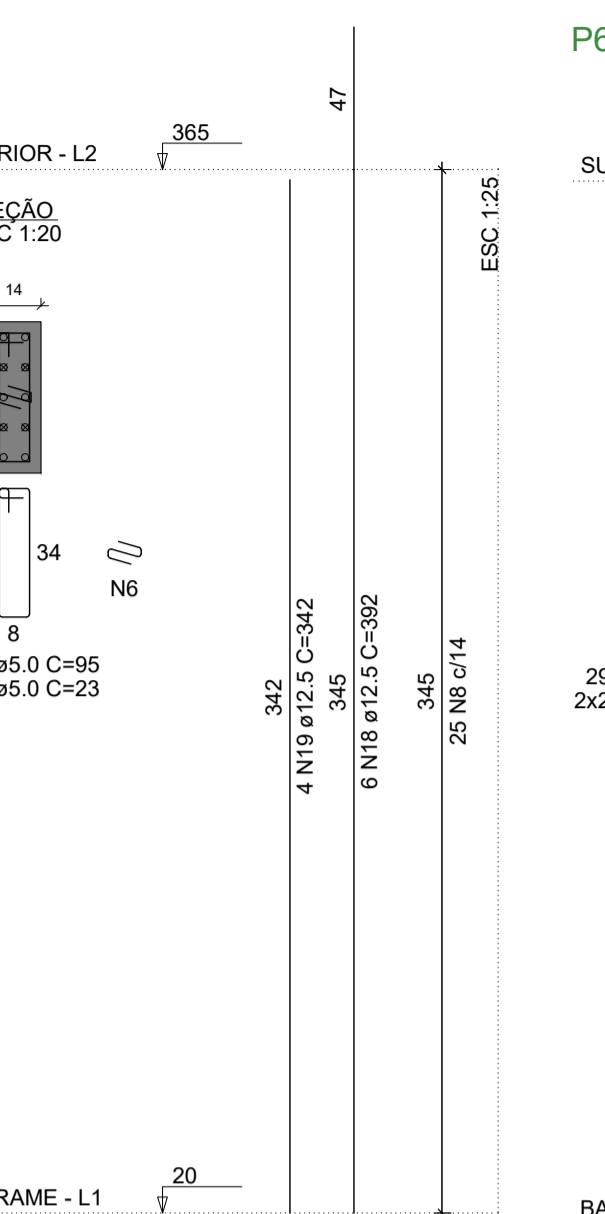 P6
47
365
RIOR - L2
SU
EÇÃO
C 1:20
ESC 1:25
14
34
N6
8
ø5.0 C=95
ø5.0 C=23
342
4 N19 ø12.5 C=342
345
6 N18 ø12.5 C=392
345
25 N8 c/14
29
2x2
20
RAME - L1
BA